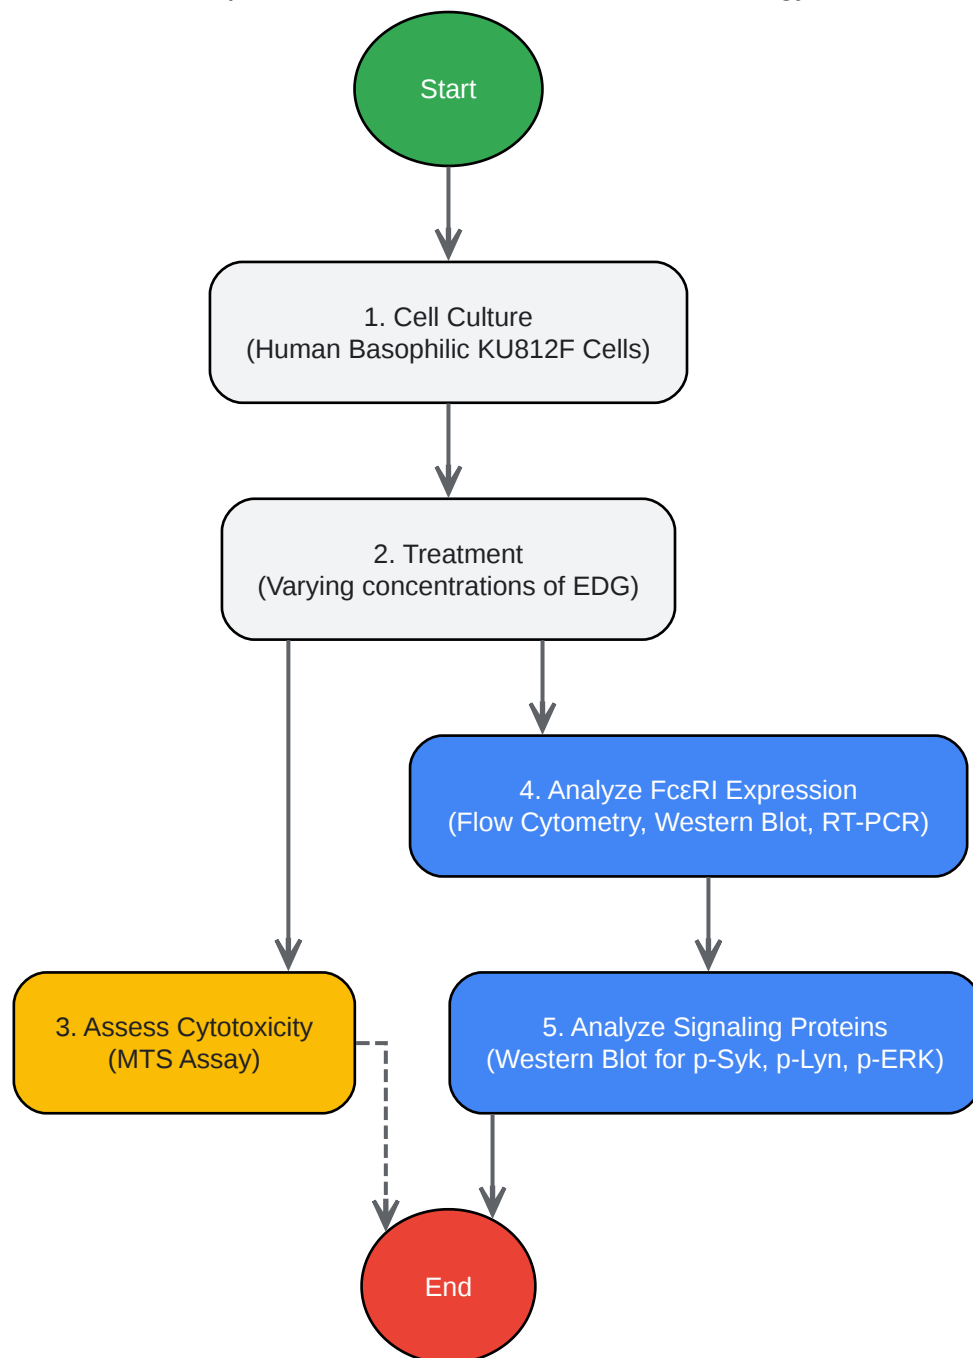 Start
1. Cell Culture
(Human Basophilic KU812F Cells)
2. Treatment
(Varying concentrations of EDG)
4. Analyze FcεRI Expression
(Flow Cytometry, Western Blot, RT-PCR)
3. Assess Cytotoxicity
(MTS Assay)
5. Analyze Signaling Proteins
(Western Blot for p-Syk, p-Lyn, p-ERK)
End